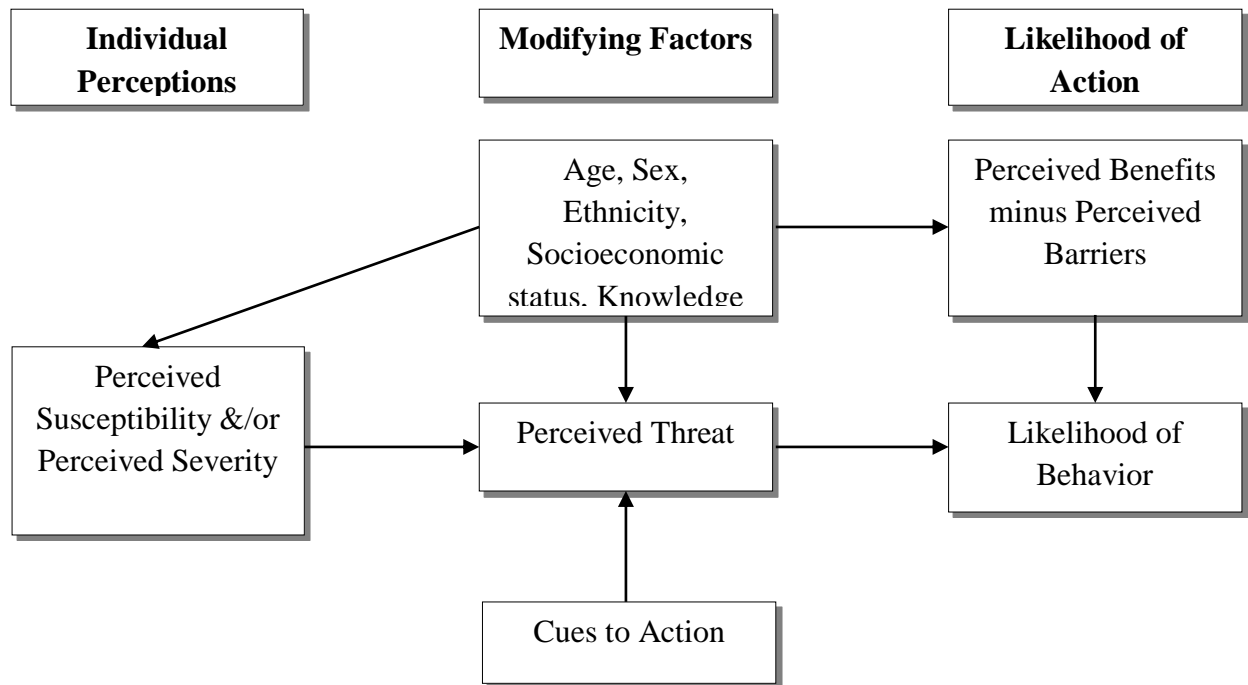 Individual
Perceptions
Modifying Factors
Likelihood of
Action
Age, Sex,
Ethnicity,
Socioeconomic
status, Knowledge
Perceived Benefits
minus Perceived
Barriers
Perceived
Susceptibility &/or
Perceived Severity
Perceived Threat
Likelihood of
Behavior
Cues to Action